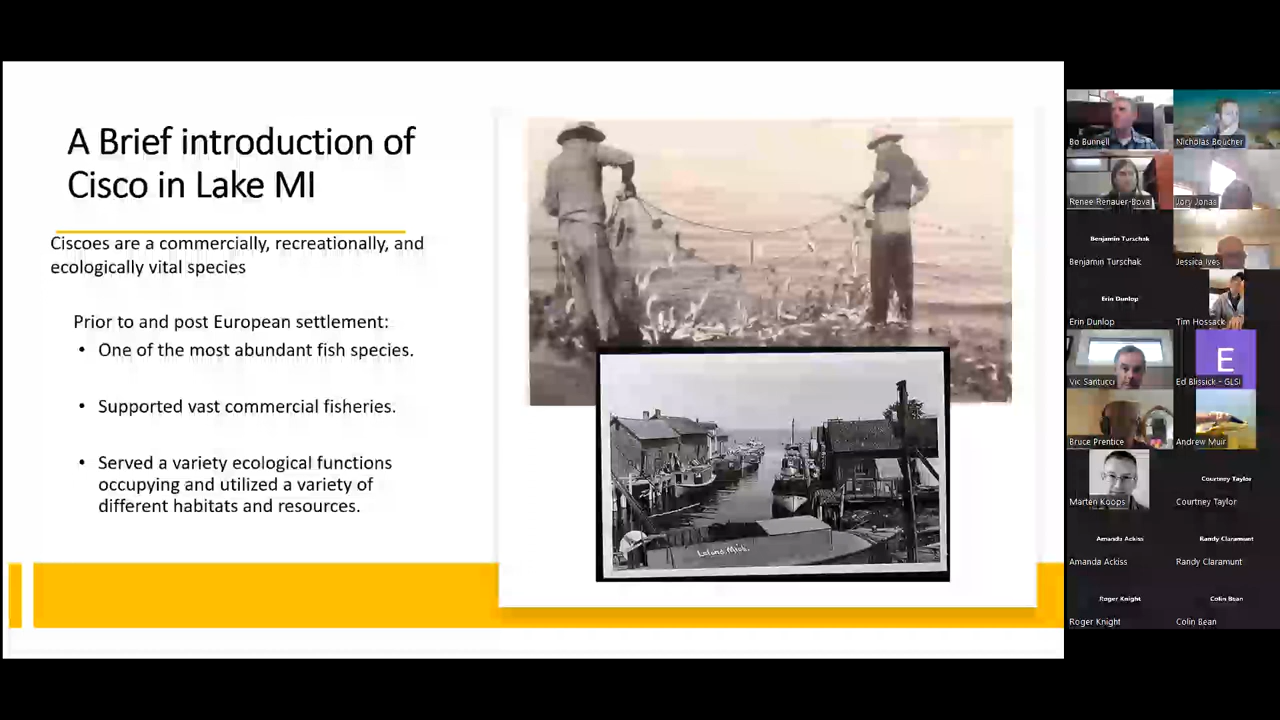 A Brief introduction of
Cisco in Lake MI
Ciscoes are a commercially, recreationally, and
ecologically vital species
Prior to and post European settlement:
• One of the most abundant fish species.
• Supported vast commercial fisheries.
• Served a variety ecological functions
occupying and utilized a variety of
different habitats and resources.
Leland, Mich.
Bo Bunnell
Nicholas Boucher
Renee Renauer-Bova
Jory Jonas
Benjamin Turschak
Benjamin Turschak
Jessica Ives
Erin Dunlop
Erin Dunlop
Tim Hossack
Vic Santucci
E
Ed Blissick - GLSI
Bruce Prentice
Andrew Muir
Marten Koops
Courtney Taylor
Courtney Taylor
Amanda Ackiss
Randy Claramunt
Amanda Ackiss
Randy Claramunt
Roger Knight
Colin Bean
Roger Knight
Colin Bean